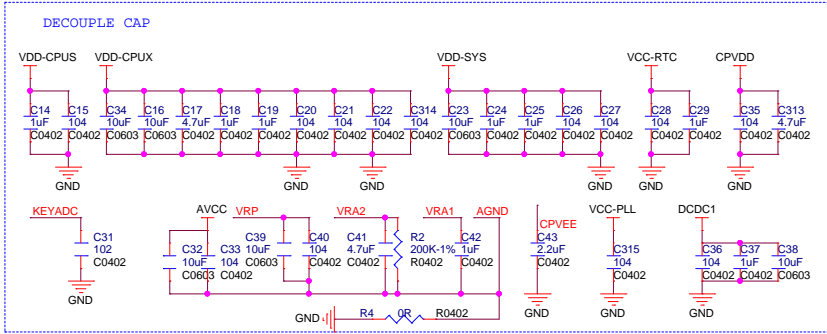 DECOUPLE CAP
VDD-CPUS VDD-CPUX VDD-SYS VCC-RTC CPVDD
C14 C15 C34 C16 C17 C18 C19 C20 C21 C22 C314 C23 C24 C25 C26 C27 C28 C29 C35 C313
1uF 104 10uF 10uF 4.7uF 1uF 1uF 104 104 104 104 10uF 1uF 1uF 104 104 104 1uF 104 4.7uF
C0402 C0402 C0603 C0603 C0402 C0402 C0402 C0402 C0402 C0402 C0402 C0603 C0402 C0402 C0402 C0402 C0402 C0402 C0402 C0402
GND GND GND GND GND GND
KEYADC AVCC VRP VRA2 VRA1 AGND CPVEE VCC-PLL DCDC1
C31 C32 C33 C39 C40 C41 R2 C42 C43 C315 C36 C37 C38
102 10uF 104 10uF 104 4.7uF 200K-1% 1uF 2.2uF 104 104 1uF 10uF
C0402 C0603 C0402 C0603 C0402 C0402 R0402 C0402 C0402 C0402 C0402 C0402 C0603
GND GND GND GND
GND R4 0R R0402